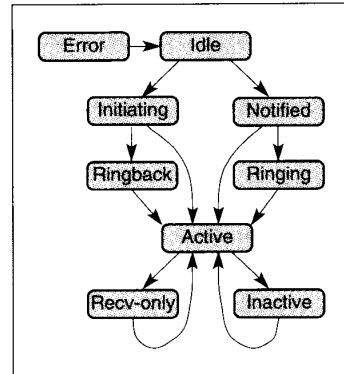 Error
Idle
Initiating
Notified
Ringback
Ringing
Active
Recv-only
Inactive